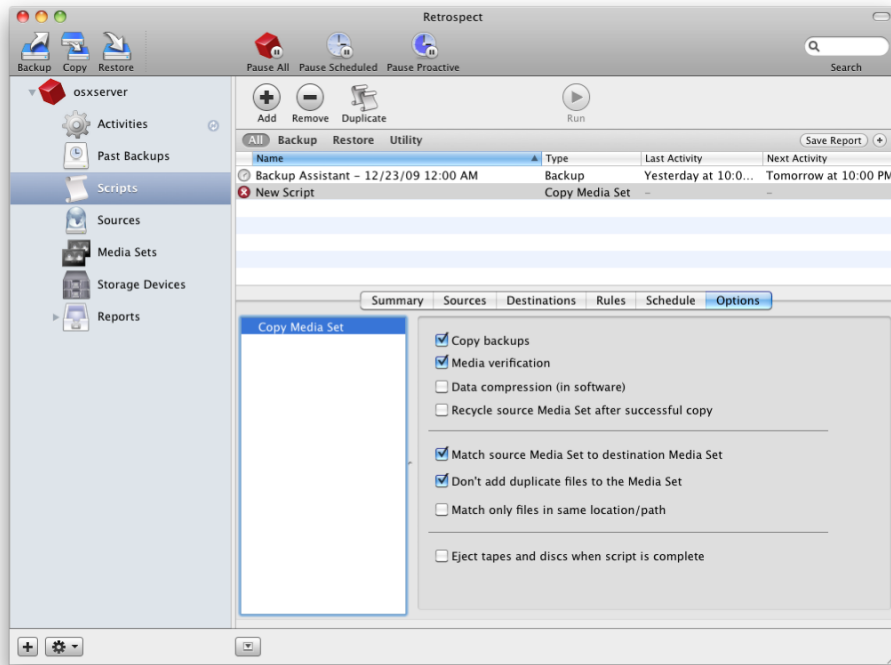 Retrospect
Backup Copy Restore
Pause All Pause Scheduled Pause Proactive
Search
osxserver
Activities
Past Backups
Scripts
Sources
Media Sets
Storage Devices
Reports
Add Remove Duplicate
Run
All Backup Restore Utility
Save Report
Name Type Last Activity Next Activity
Backup Assistant – 12/23/09 12:00 AM Backup Yesterday at 10:0... Tomorrow at 10:00 PM
New Script Copy Media Set – –
Summary Sources Destinations Rules Schedule Options
Copy Media Set
Copy backups
Media verification
Data compression (in software)
Recycle source Media Set after successful copy
Match source Media Set to destination Media Set
Don't add duplicate files to the Media Set
Match only files in same location/path
Eject tapes and discs when script is complete